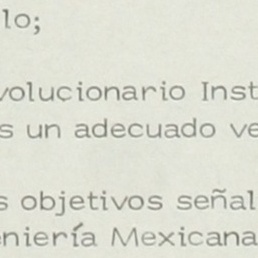 lo;
volucionario Inst
s un adecuado ve
s objetivos señal
eniería Mexicana